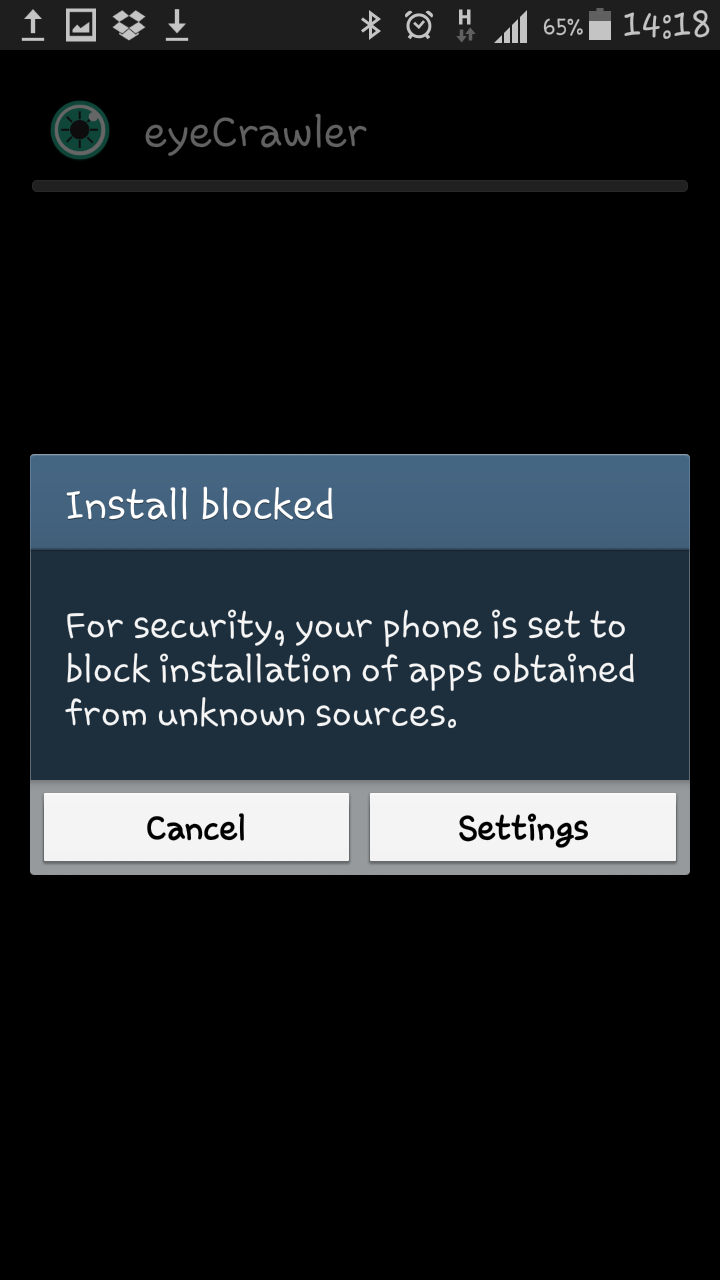 H 65% 14:18
eyeCrawler
Install blocked
For security, your phone is set to
block installation of apps obtained
from unknown sources.
Cancel Settings